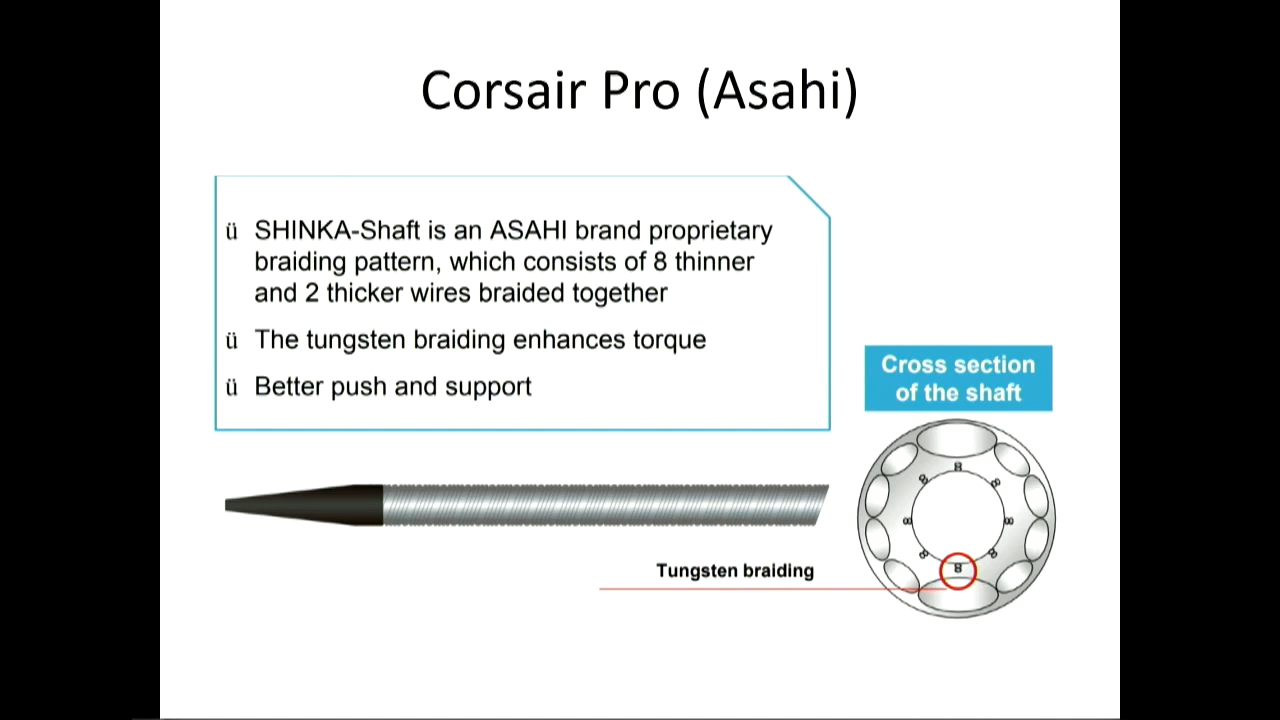 Corsair Pro (Asahi)
ü SHINKA-Shaft is an ASAHI brand proprietary
braiding pattern, which consists of 8 thinner
and 2 thicker wires braided together
ü The tungsten braiding enhances torque
ü Better push and support
Cross section
of the shaft
Tungsten braiding